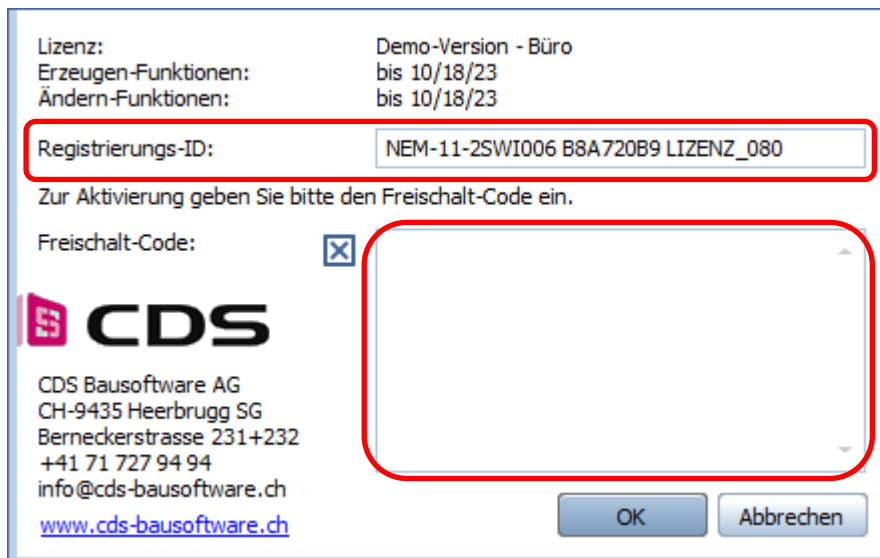 Lizenz: Demo-Version - Büro
Erzeugen-Funktionen: bis 10/18/23
Ändern-Funktionen: bis 10/18/23
Registrierungs-ID: NEM-11-2SWI006 B8A720B9 LIZENZ_080
Zur Aktivierung geben Sie bitte den Freischalt-Code ein.
Freischalt-Code:
CDS
CDS Bausoftware AG
CH-9435 Heerbrugg SG
Berneckerstrasse 231+232
+41 71 727 94 94
info@cds-bausoftware.ch
www.cds-bausoftware.ch
OK Abbrechen